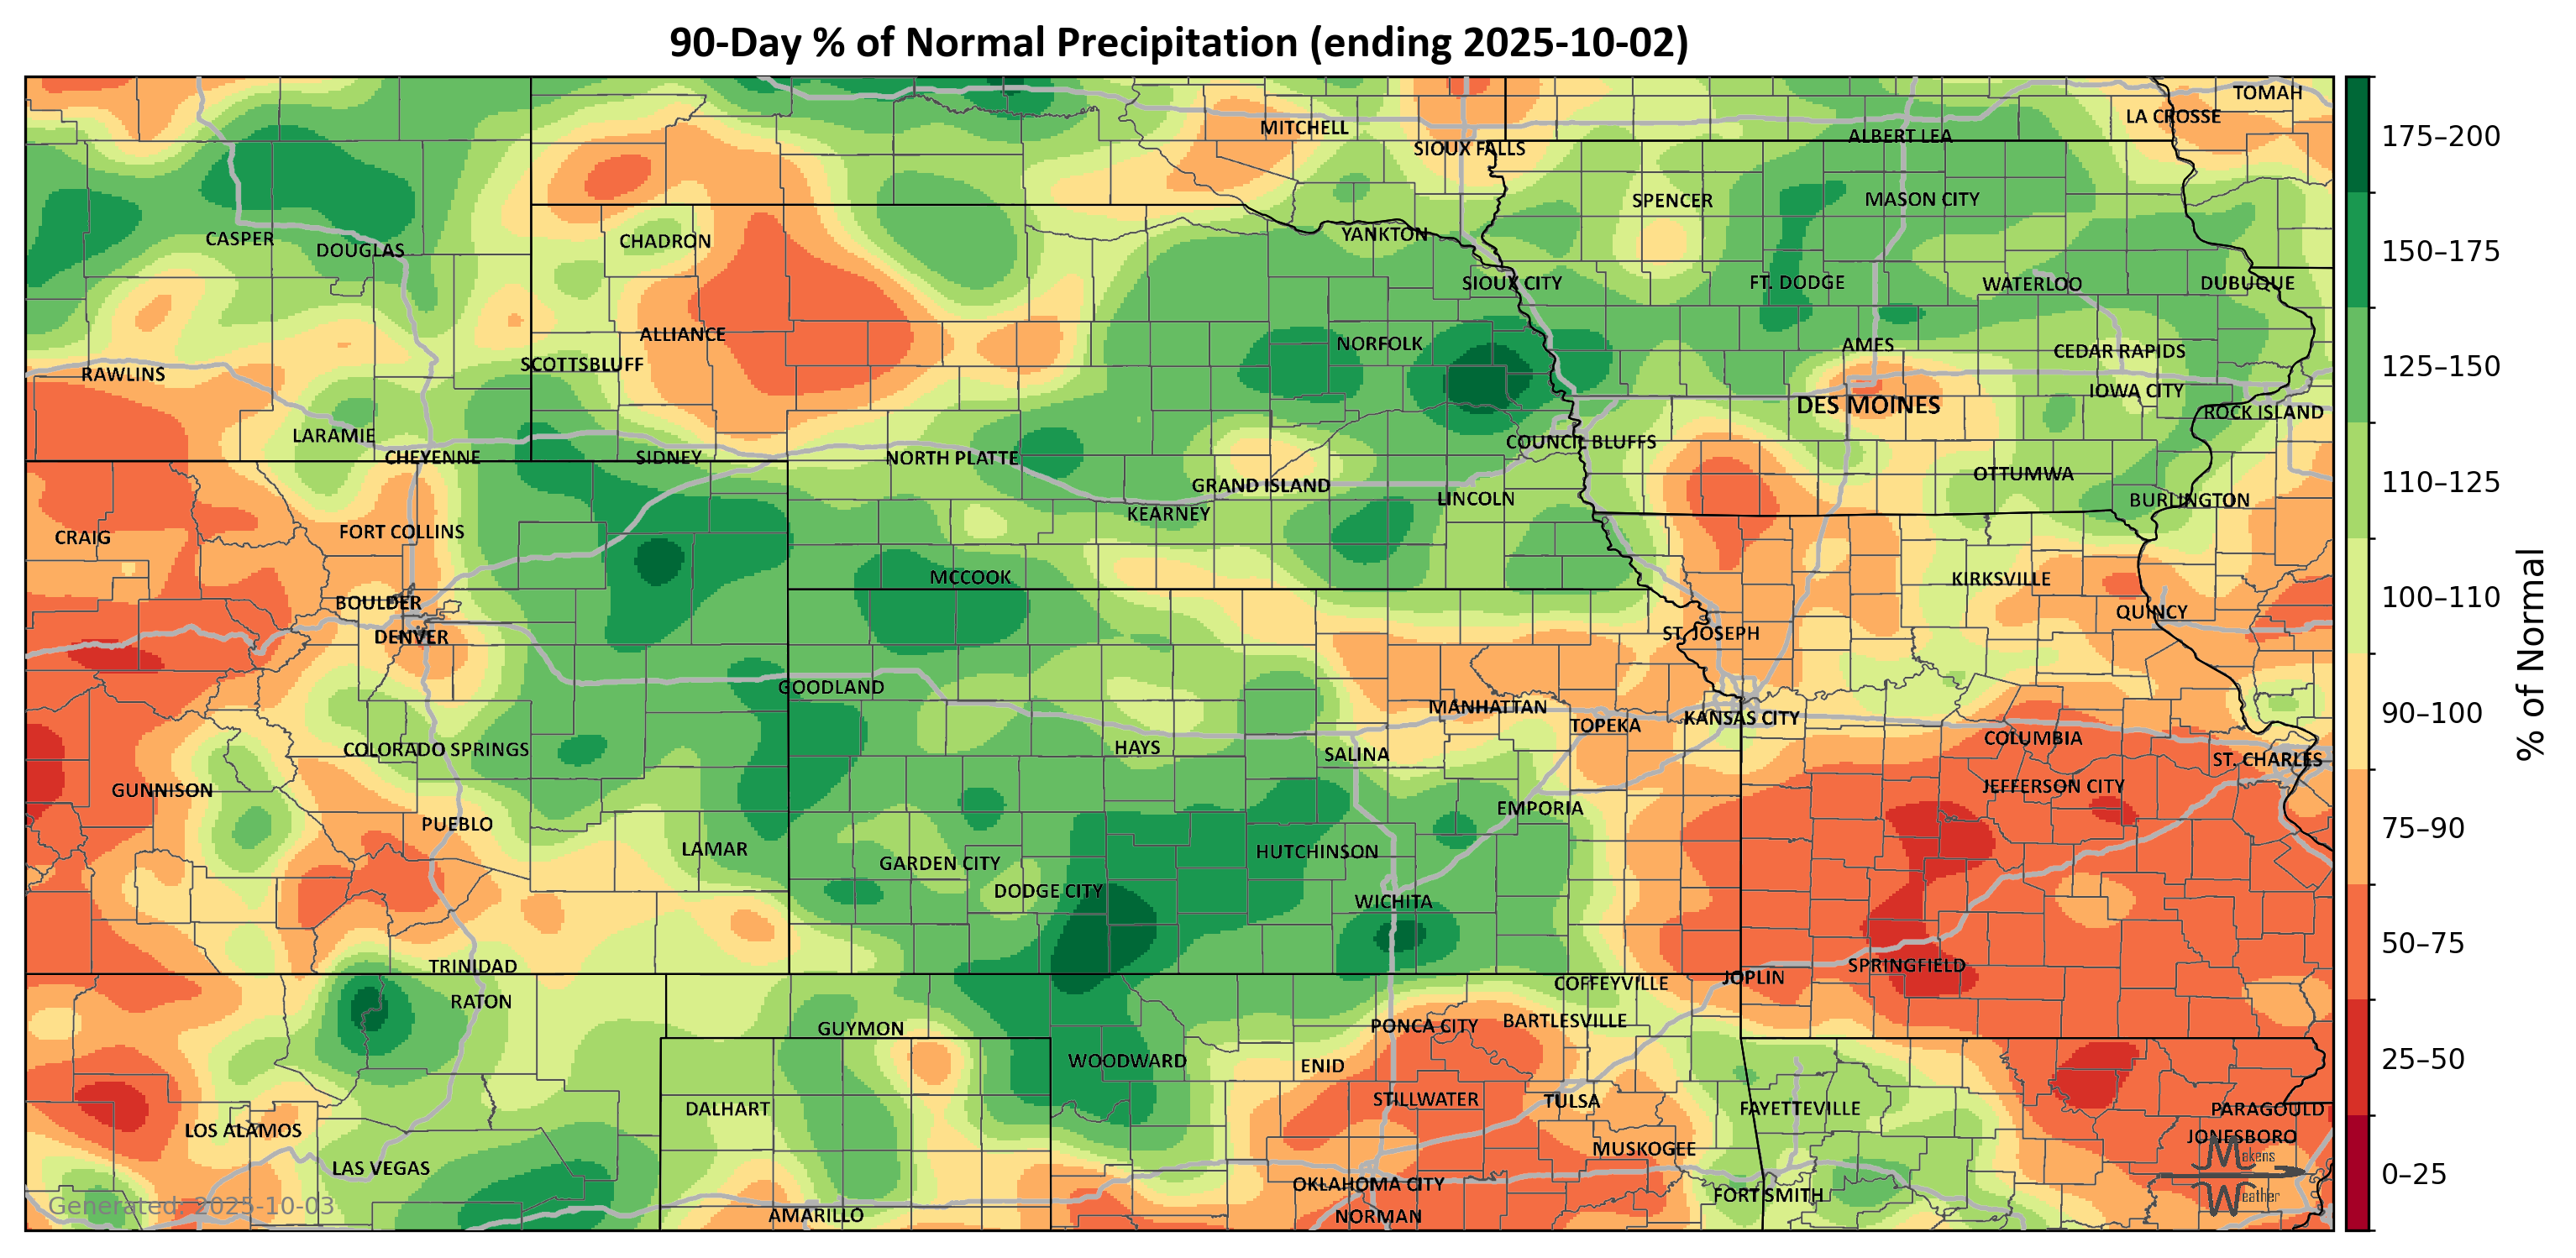 90-Day % of Normal Precipitation (ending 2025-10-02)
TOMAH
LA CROSSE
MITCHELL
ALBERT LEA
SIOUX FALLS
SPENCER
MASON CITY
YANKTON
CASPER
CHADRON
DOUGLAS
SIOUX CITY
FT. DODGE
WATERLOO
DUBUQUE
ALLIANCE
NORFOLK
AMES
CEDAR RAPIDS
SCOTTSBLUFF
RAWLINS
IOWA CITY
DES MOINES
ROCK ISLAND
LARAMIE
COUNCIL BLUFFS
CHEYENNE
SIDNEY
NORTH PLATTE
OTTUMWA
GRAND ISLAND
LINCOLN
BURLINGTON
KEARNEY
FORT COLLINS
CRAIG
MCCOOK
KIRKSVILLE
BOULDER
QUINCY
DENVER
ST. JOSEPH
GOODLAND
MANHATTAN
TOPEKA
KANSAS CITY
COLUMBIA
COLORADO SPRINGS
HAYS
SALINA
ST. CHARLES
GUNNISON
JEFFERSON CITY
EMPORIA
PUEBLO
LAMAR
HUTCHINSON
GARDEN CITY
DODGE CITY
WICHITA
TRINIDAD
SPRINGFIELD
JOPLIN
COFFEYVILLE
RATON
GUYMON
PONCA CITY
BARTLESVILLE
WOODWARD
ENID
STILLWATER
TULSA
DALHART
FAYETTEVILLE
PARAGOULD
LOS ALAMOS
JONESBORO
MUSKOGEE
LAS VEGAS
OKLAHOMA CITY
FORT SMITH
AMARILLO
NORMAN
Generated: 2025-10-03
Makens
Weather
175–200
150–175
125–150
110–125
100–110
90–100
75–90
50–75
25–50
0–25
% of Normal